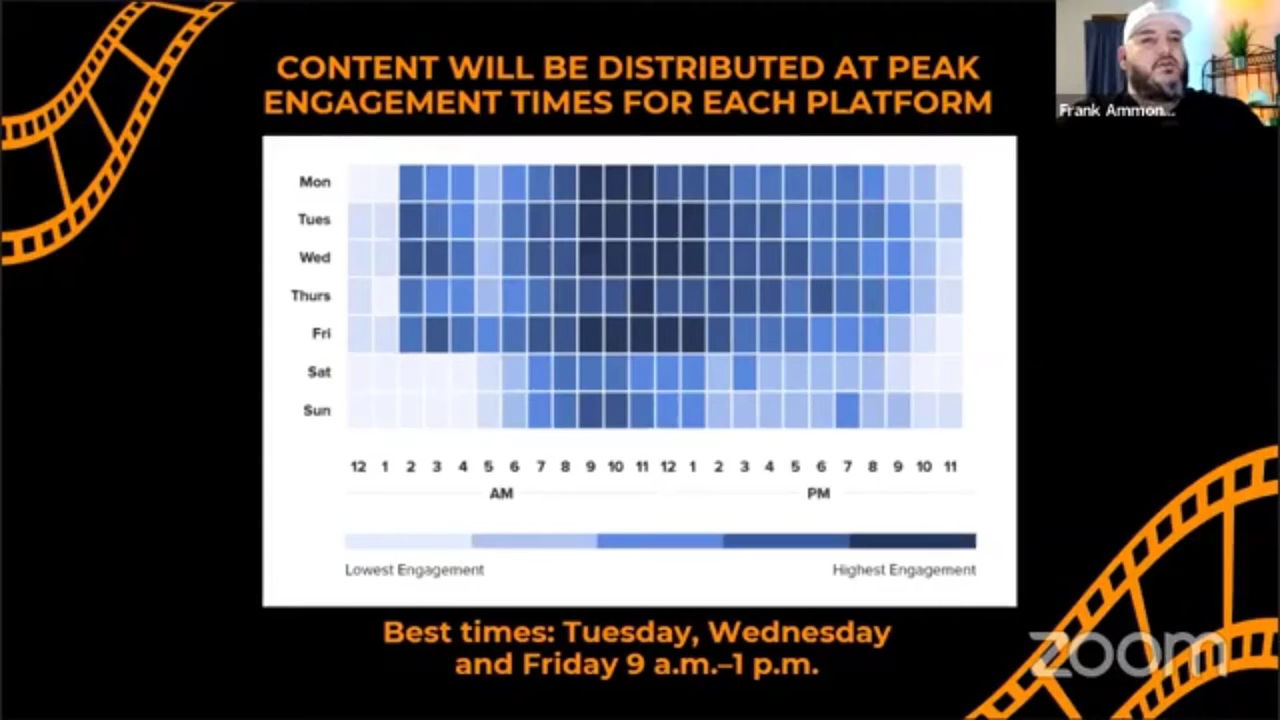 CONTENT WILL BE DISTRIBUTED AT PEAK
ENGAGEMENT TIMES FOR EACH PLATFORM
Frank Ammon...
Mon
Tues
Wed
Thurs
Fri
Sat
Sun
12 1 2 3 4 5 6 7 8 9 10 11 12 1 2 3 4 5 6 7 8 9 10 11
AM PM
Lowest Engagement Highest Engagement
Best times: Tuesday, Wednesday
and Friday 9 a.m.–1 p.m.
zoom